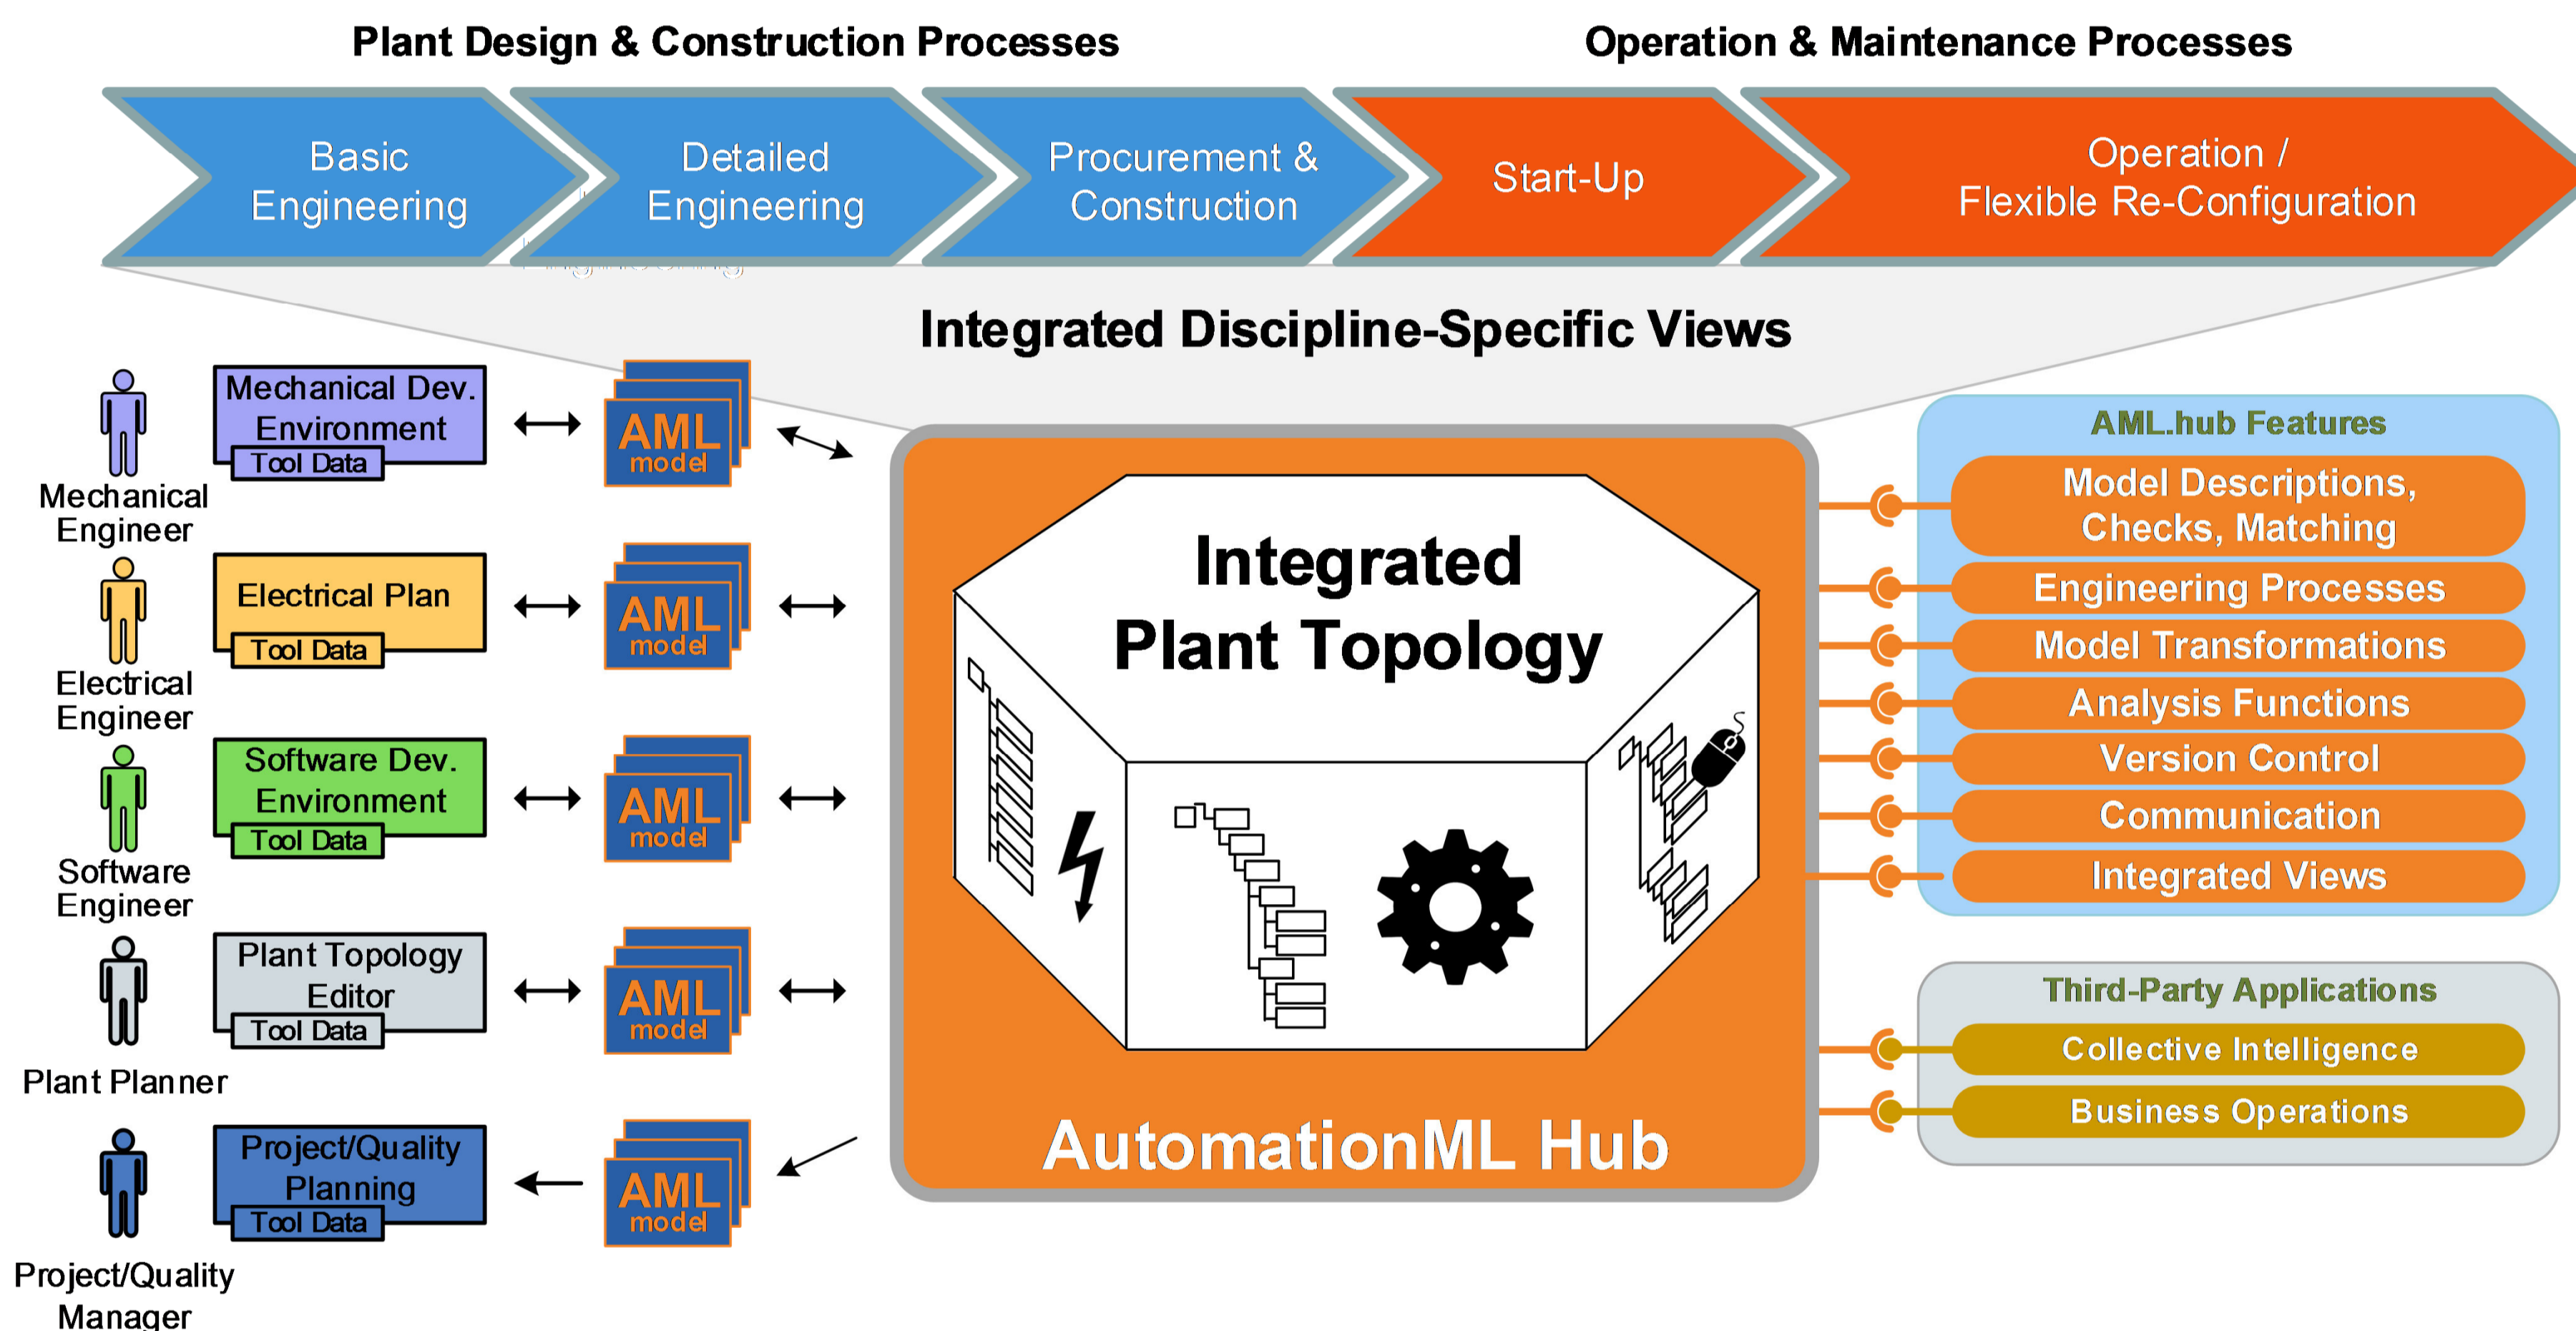 Plant Design & Construction Processes
Operation & Maintenance Processes
Basic
Engineering
Detailed
Engineering
Procurement &
Construction
Start-Up
Operation /
Flexible Re-Configuration
Integrated Discipline-Specific Views
Mechanical Dev.
Environment
Tool Data
Mechanical
Engineer
AML
model
Electrical Plan
Tool Data
Electrical
Engineer
AML
model
Software Dev.
Environment
Tool Data
Software
Engineer
AML
model
Plant Topology
Editor
Tool Data
Plant Planner
AML
model
Project/Quality
Planning
Tool Data
Project/Quality
Manager
AML
model
Integrated
Plant Topology
AutomationML Hub
AML.hub Features
Model Descriptions,
Checks, Matching
Engineering Processes
Model Transformations
Analysis Functions
Version Control
Communication
Integrated Views
Third-Party Applications
Collective Intelligence
Business Operations